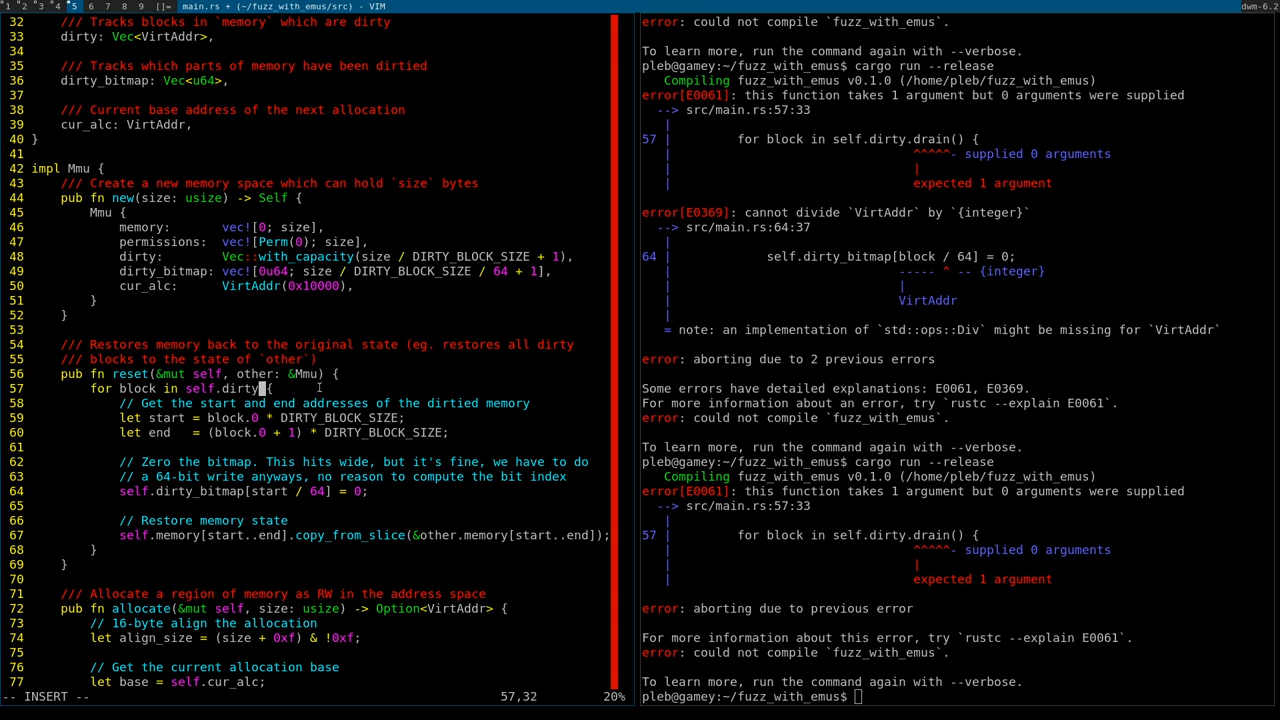 1 2 3 4 5 6 7 8 9 []= main.rs + (~/fuzz_with_emus/src) - VIM dwm-6.2
32 /// Tracks blocks in `memory` which are dirty
33 dirty: Vec<VirtAddr>,
34
35 /// Tracks which parts of memory have been dirtied
36 dirty_bitmap: Vec<u64>,
37
38 /// Current base address of the next allocation
39 cur_alc: VirtAddr,
40 }
41
42 impl Mmu {
43 /// Create a new memory space which can hold `size` bytes
44 pub fn new(size: usize) -> Self {
45 Mmu {
46 memory: vec![0; size],
47 permissions: vec![Perm(0); size],
48 dirty: Vec::with_capacity(size / DIRTY_BLOCK_SIZE + 1),
49 dirty_bitmap: vec![0u64; size / DIRTY_BLOCK_SIZE / 64 + 1],
50 cur_alc: VirtAddr(0x10000),
51 }
52 }
53
54 /// Restores memory back to the original state (eg. restores all dirty
55 /// blocks to the state of `other`)
56 pub fn reset(&mut self, other: &Mmu) {
57 for block in self.dirty {
58 // Get the start and end addresses of the dirtied memory
59 let start = block.0 * DIRTY_BLOCK_SIZE;
60 let end = (block.0 + 1) * DIRTY_BLOCK_SIZE;
61
62 // Zero the bitmap. This hits wide, but it's fine, we have to do
63 // a 64-bit write anyways, no reason to compute the bit index
64 self.dirty_bitmap[start / 64] = 0;
65
66 // Restore memory state
67 self.memory[start..end].copy_from_slice(&other.memory[start..end]);
68 }
69 }
70
71 /// Allocate a region of memory as RW in the address space
72 pub fn allocate(&mut self, size: usize) -> Option<VirtAddr> {
73 // 16-byte align the allocation
74 let align_size = (size + 0xf) & !0xf;
75
76 // Get the current allocation base
77 let base = self.cur_alc;
-- INSERT -- 57,32 20%
error: could not compile `fuzz_with_emus`.
To learn more, run the command again with --verbose.
pleb@gamey:~/fuzz_with_emus$ cargo run --release
Compiling fuzz_with_emus v0.1.0 (/home/pleb/fuzz_with_emus)
error[E0061]: this function takes 1 argument but 0 arguments were supplied
--> src/main.rs:57:33
|
57 | for block in self.dirty.drain() {
| ^^^^^- supplied 0 arguments
| |
| expected 1 argument
error[E0369]: cannot divide `VirtAddr` by `{integer}`
--> src/main.rs:64:37
|
64 | self.dirty_bitmap[block / 64] = 0;
| ----- ^ -- {integer}
| |
| VirtAddr
|
= note: an implementation of `std::ops::Div` might be missing for `VirtAddr`
error: aborting due to 2 previous errors
Some errors have detailed explanations: E0061, E0369.
For more information about an error, try `rustc --explain E0061`.
error: could not compile `fuzz_with_emus`.
To learn more, run the command again with --verbose.
pleb@gamey:~/fuzz_with_emus$ cargo run --release
Compiling fuzz_with_emus v0.1.0 (/home/pleb/fuzz_with_emus)
error[E0061]: this function takes 1 argument but 0 arguments were supplied
--> src/main.rs:57:33
|
57 | for block in self.dirty.drain() {
| ^^^^^- supplied 0 arguments
| |
| expected 1 argument
error: aborting due to previous error
For more information about this error, try `rustc --explain E0061`.
error: could not compile `fuzz_with_emus`.
To learn more, run the command again with --verbose.
pleb@gamey:~/fuzz_with_emus$